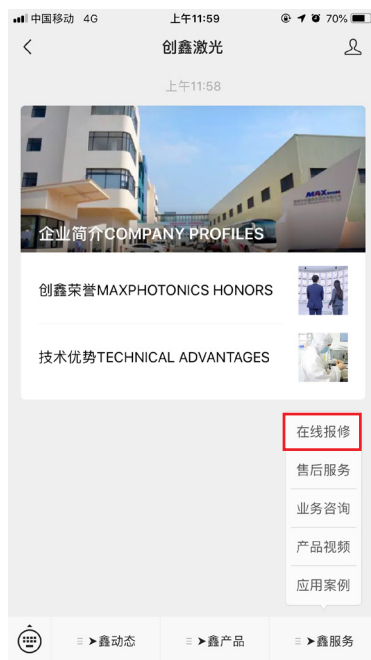 中国移动 4G 上午11:59 70%
创鑫激光
上午11:58
MAX
企业简介COMPANY PROFILES
创鑫荣誉MAXPHOTONICS HONORS
技术优势TECHNICAL ADVANTAGES
在线报修
售后服务
业务咨询
产品视频
应用案例
➤鑫动态 ➤鑫产品 ➤鑫服务